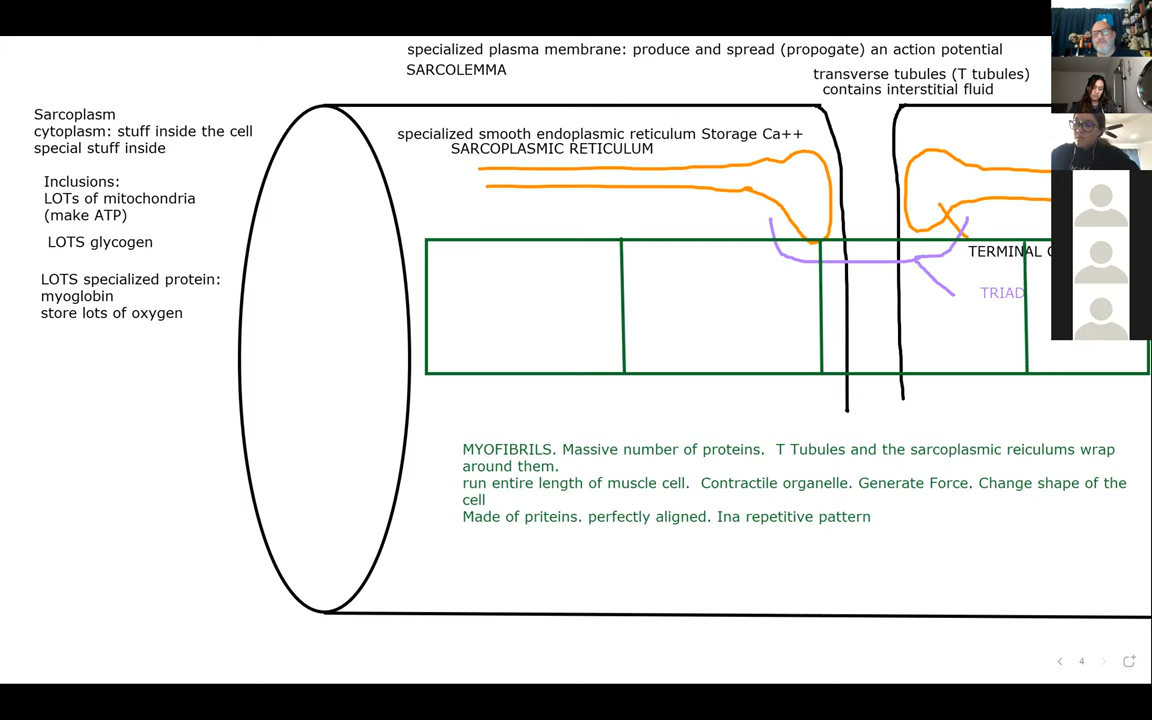 specialized plasma membrane: produce and spread (propogate) an action potential
SARCOLEMMA
transverse tubules (T tubules)
contains interstitial fluid
Sarcoplasm
cytoplasm: stuff inside the cell
special stuff inside
specialized smooth endoplasmic reticulum Storage Ca++
SARCOPLASMIC RETICULUM
Inclusions:
LOTs of mitochondria
(make ATP)
LOTS glycogen
TERMINAL
LOTS specialized protein:
myoglobin
store lots of oxygen
TRIAD
MYOFIBRILS. Massive number of proteins.  T Tubules and the sarcoplasmic reiculums wrap
around them.
run entire length of muscle cell.  Contractile organelle. Generate Force. Change shape of the
cell
Made of priteins. perfectly aligned. Ina repetitive pattern
4